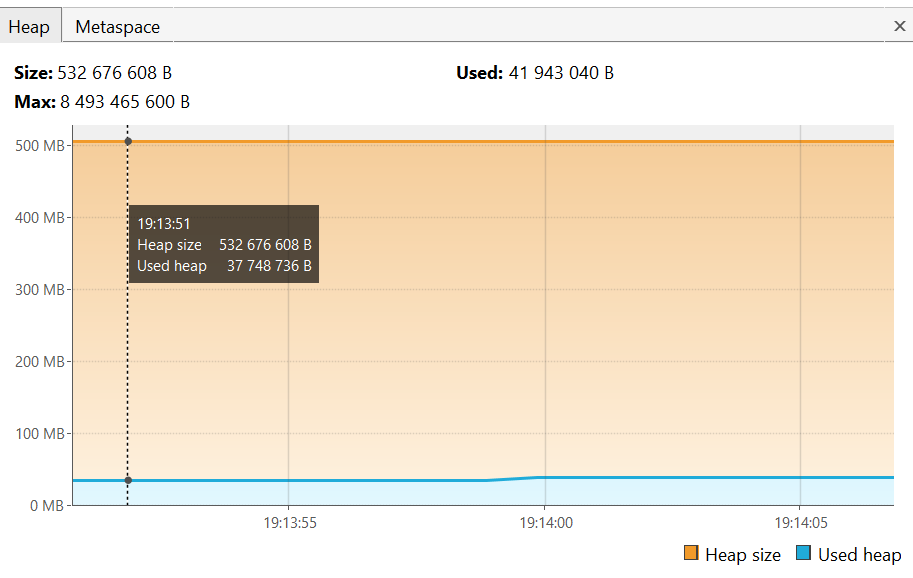 Heap Metaspace ×
Size: 532 676 608 B Used: 41 943 040 B
Max: 8 493 465 600 B
500 MB
400 MB
19:13:51
Heap size 532 676 608 B
Used heap 37 748 736 B
300 MB
200 MB
100 MB
0 MB
19:13:55 19:14:00 19:14:05
Heap size Used heap